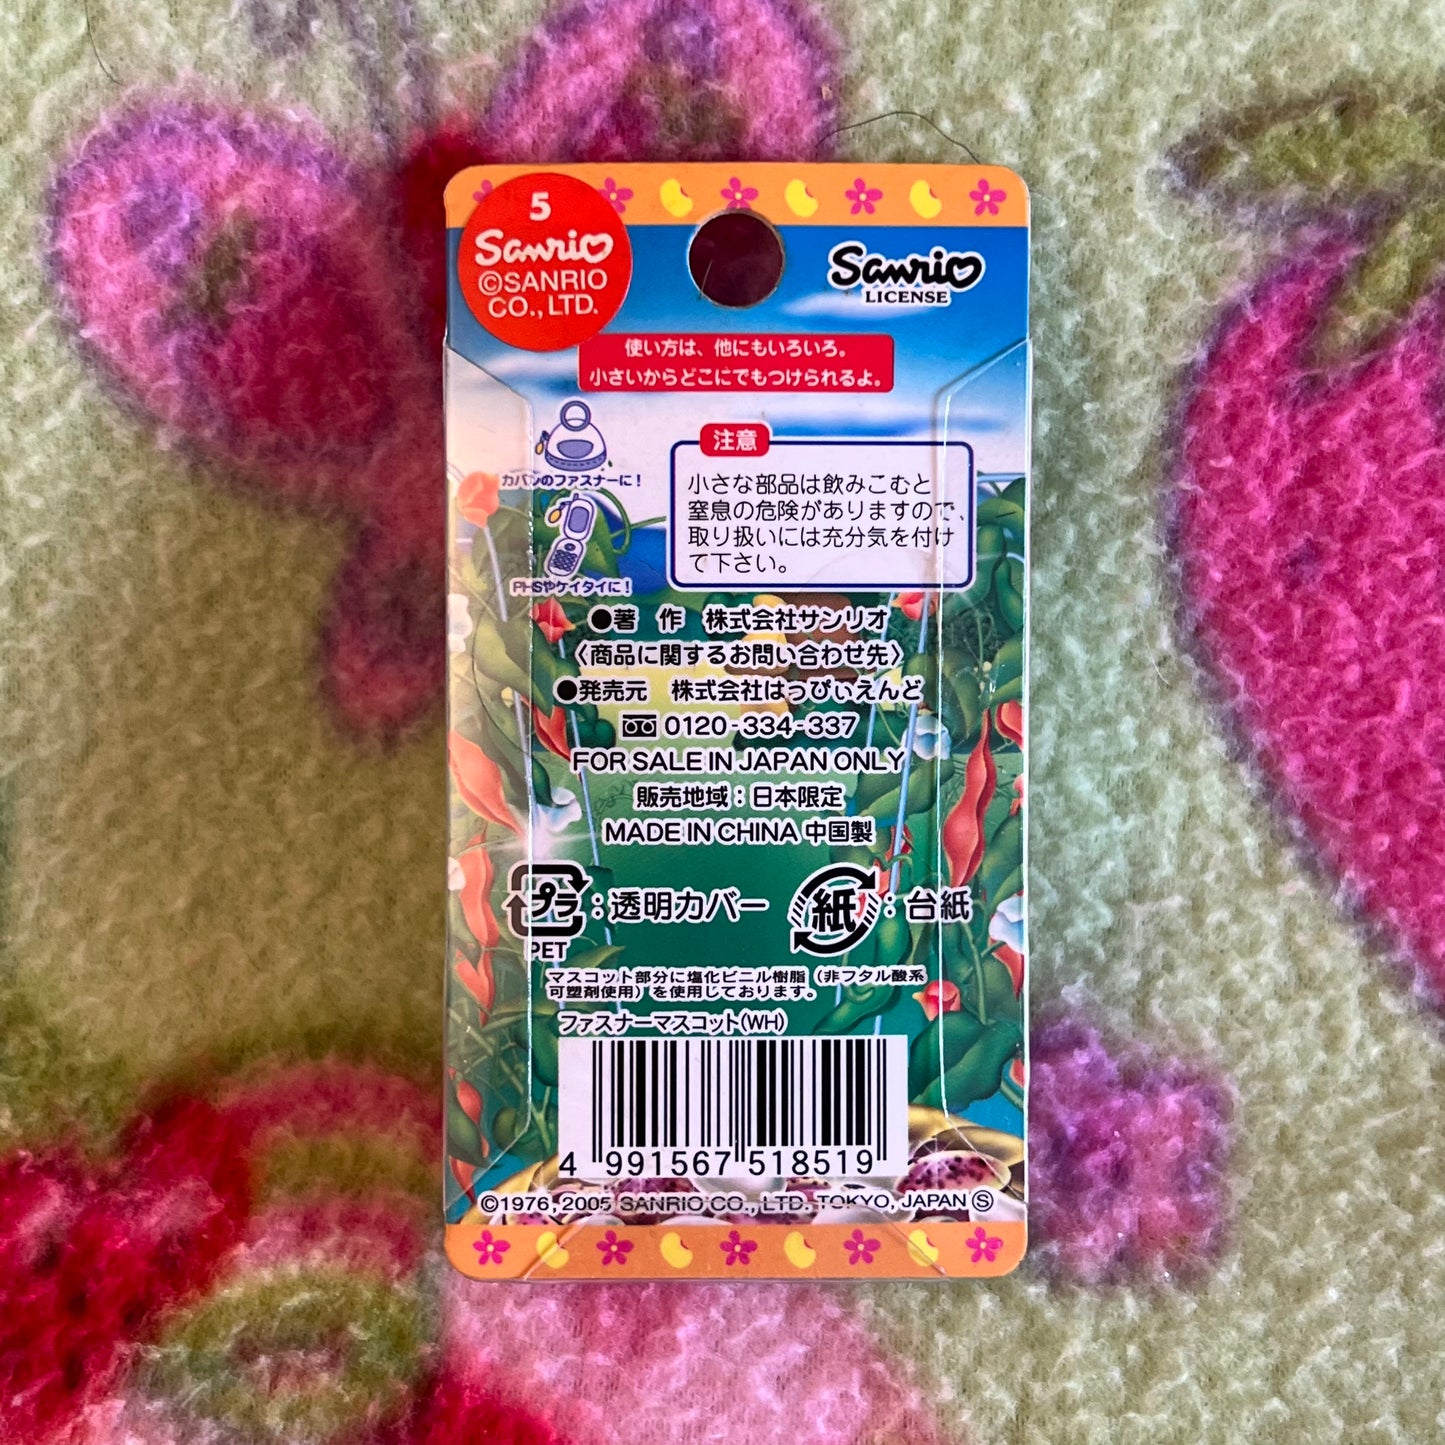 5
Sanrio
©SANRIO
CO., LTD.
Sanrio
LICENSE
使い方は、他にもいろいろ。
小さいからどこにでもつけられるよ。
カバンのファスナーに!
PHSやケイタイに!
注意
小さな部品は飲みこむと
窒息の危険がありますので、
取り扱いには充分気を付け
て下さい。
●著 作 株式会社サンリオ
〈商品に関するお問い合わせ先〉
●発売元 株式会社はっぴぃえんど
0120-334-337
FOR SALE IN JAPAN ONLY
販売地域:日本限定
MADE IN CHINA 中国製
プラ:透明カバー 紙:台紙
PET
マスコット部分に塩化ビニル樹脂(非フタル酸系
可塑剤使用)を使用しております。
ファスナーマスコット(WH)
4 991567 518519
©1976, 2005 SANRIO CO., LTD. TOKYO, JAPAN Ⓢ